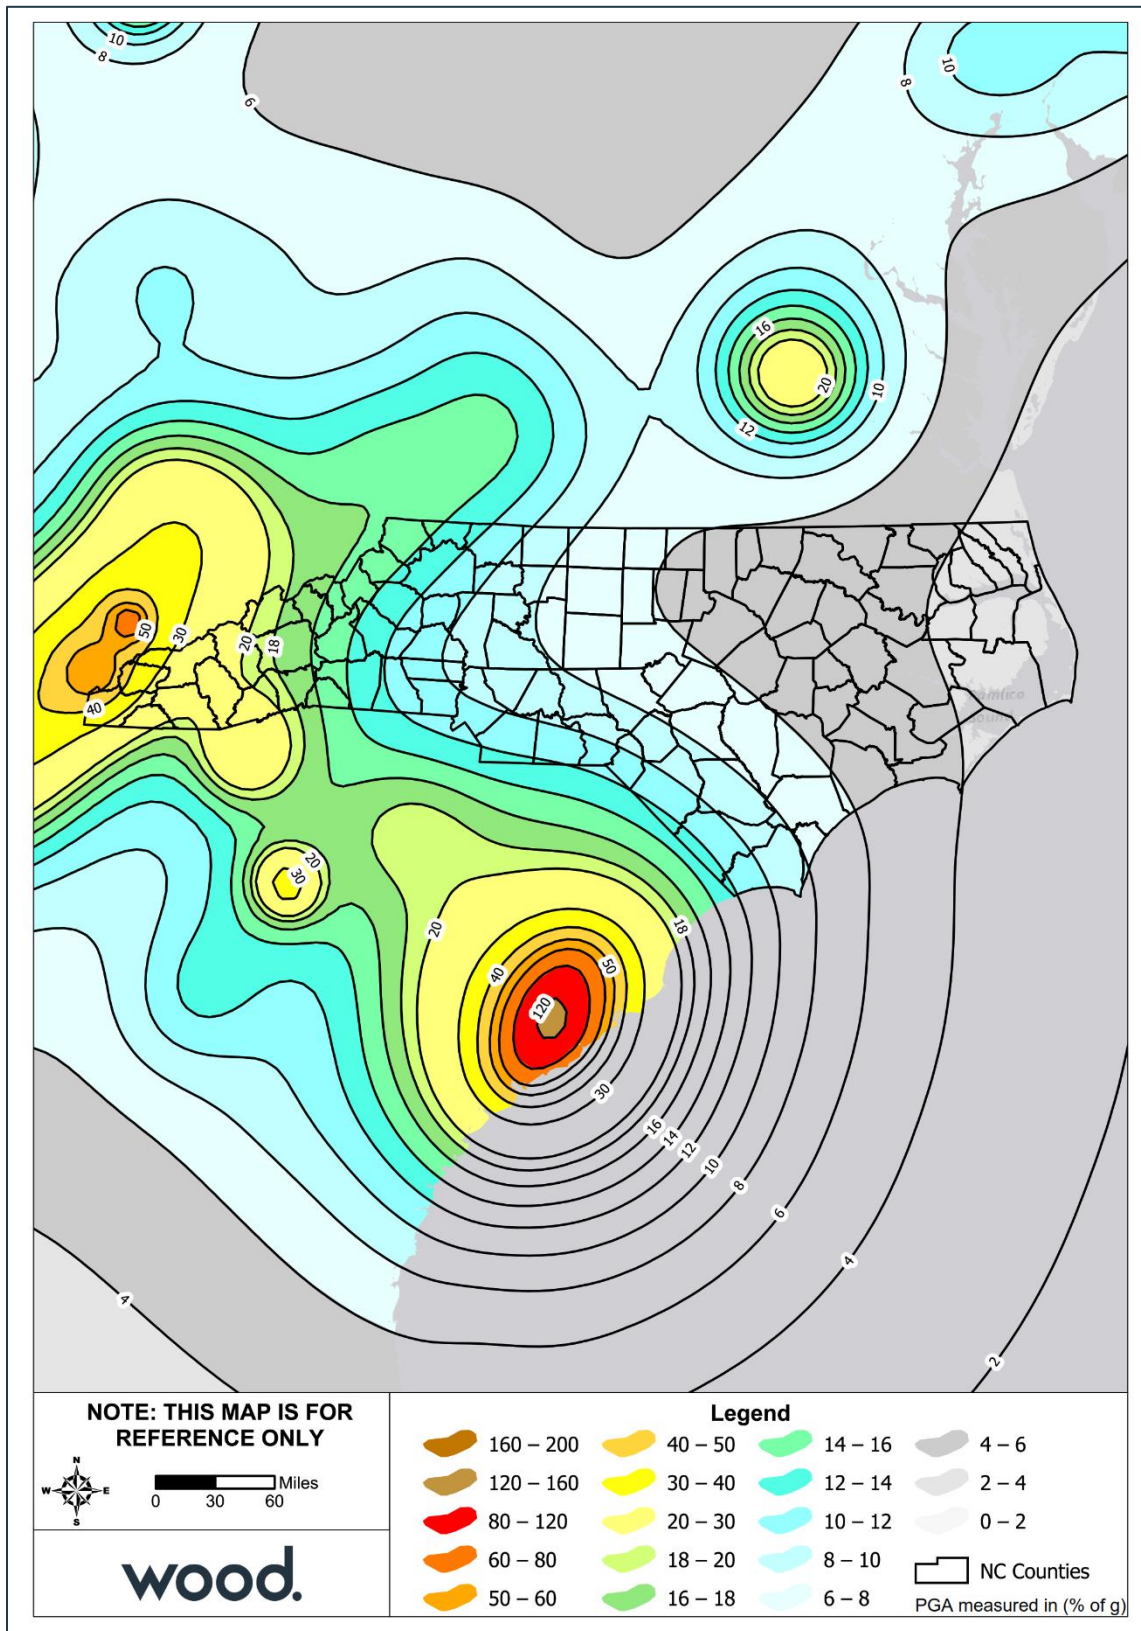 10
8
6
10
8
16
20
10
12
50
30
20
18
40
Pamlico
Sound
20
30
20
18
40
50
120
30
16
14
12
10
8
6
4
4
2
NOTE: THIS MAP IS FOR
REFERENCE ONLY
N
W E
S
Miles
0 30 60
wood.
Legend
160 – 200
120 – 160
80 – 120
60 – 80
50 – 60
40 – 50
30 – 40
20 – 30
18 – 20
16 – 18
14 – 16
12 – 14
10 – 12
8 – 10
6 – 8
4 – 6
2 – 4
0 – 2
NC Counties
PGA measured in (% of g)